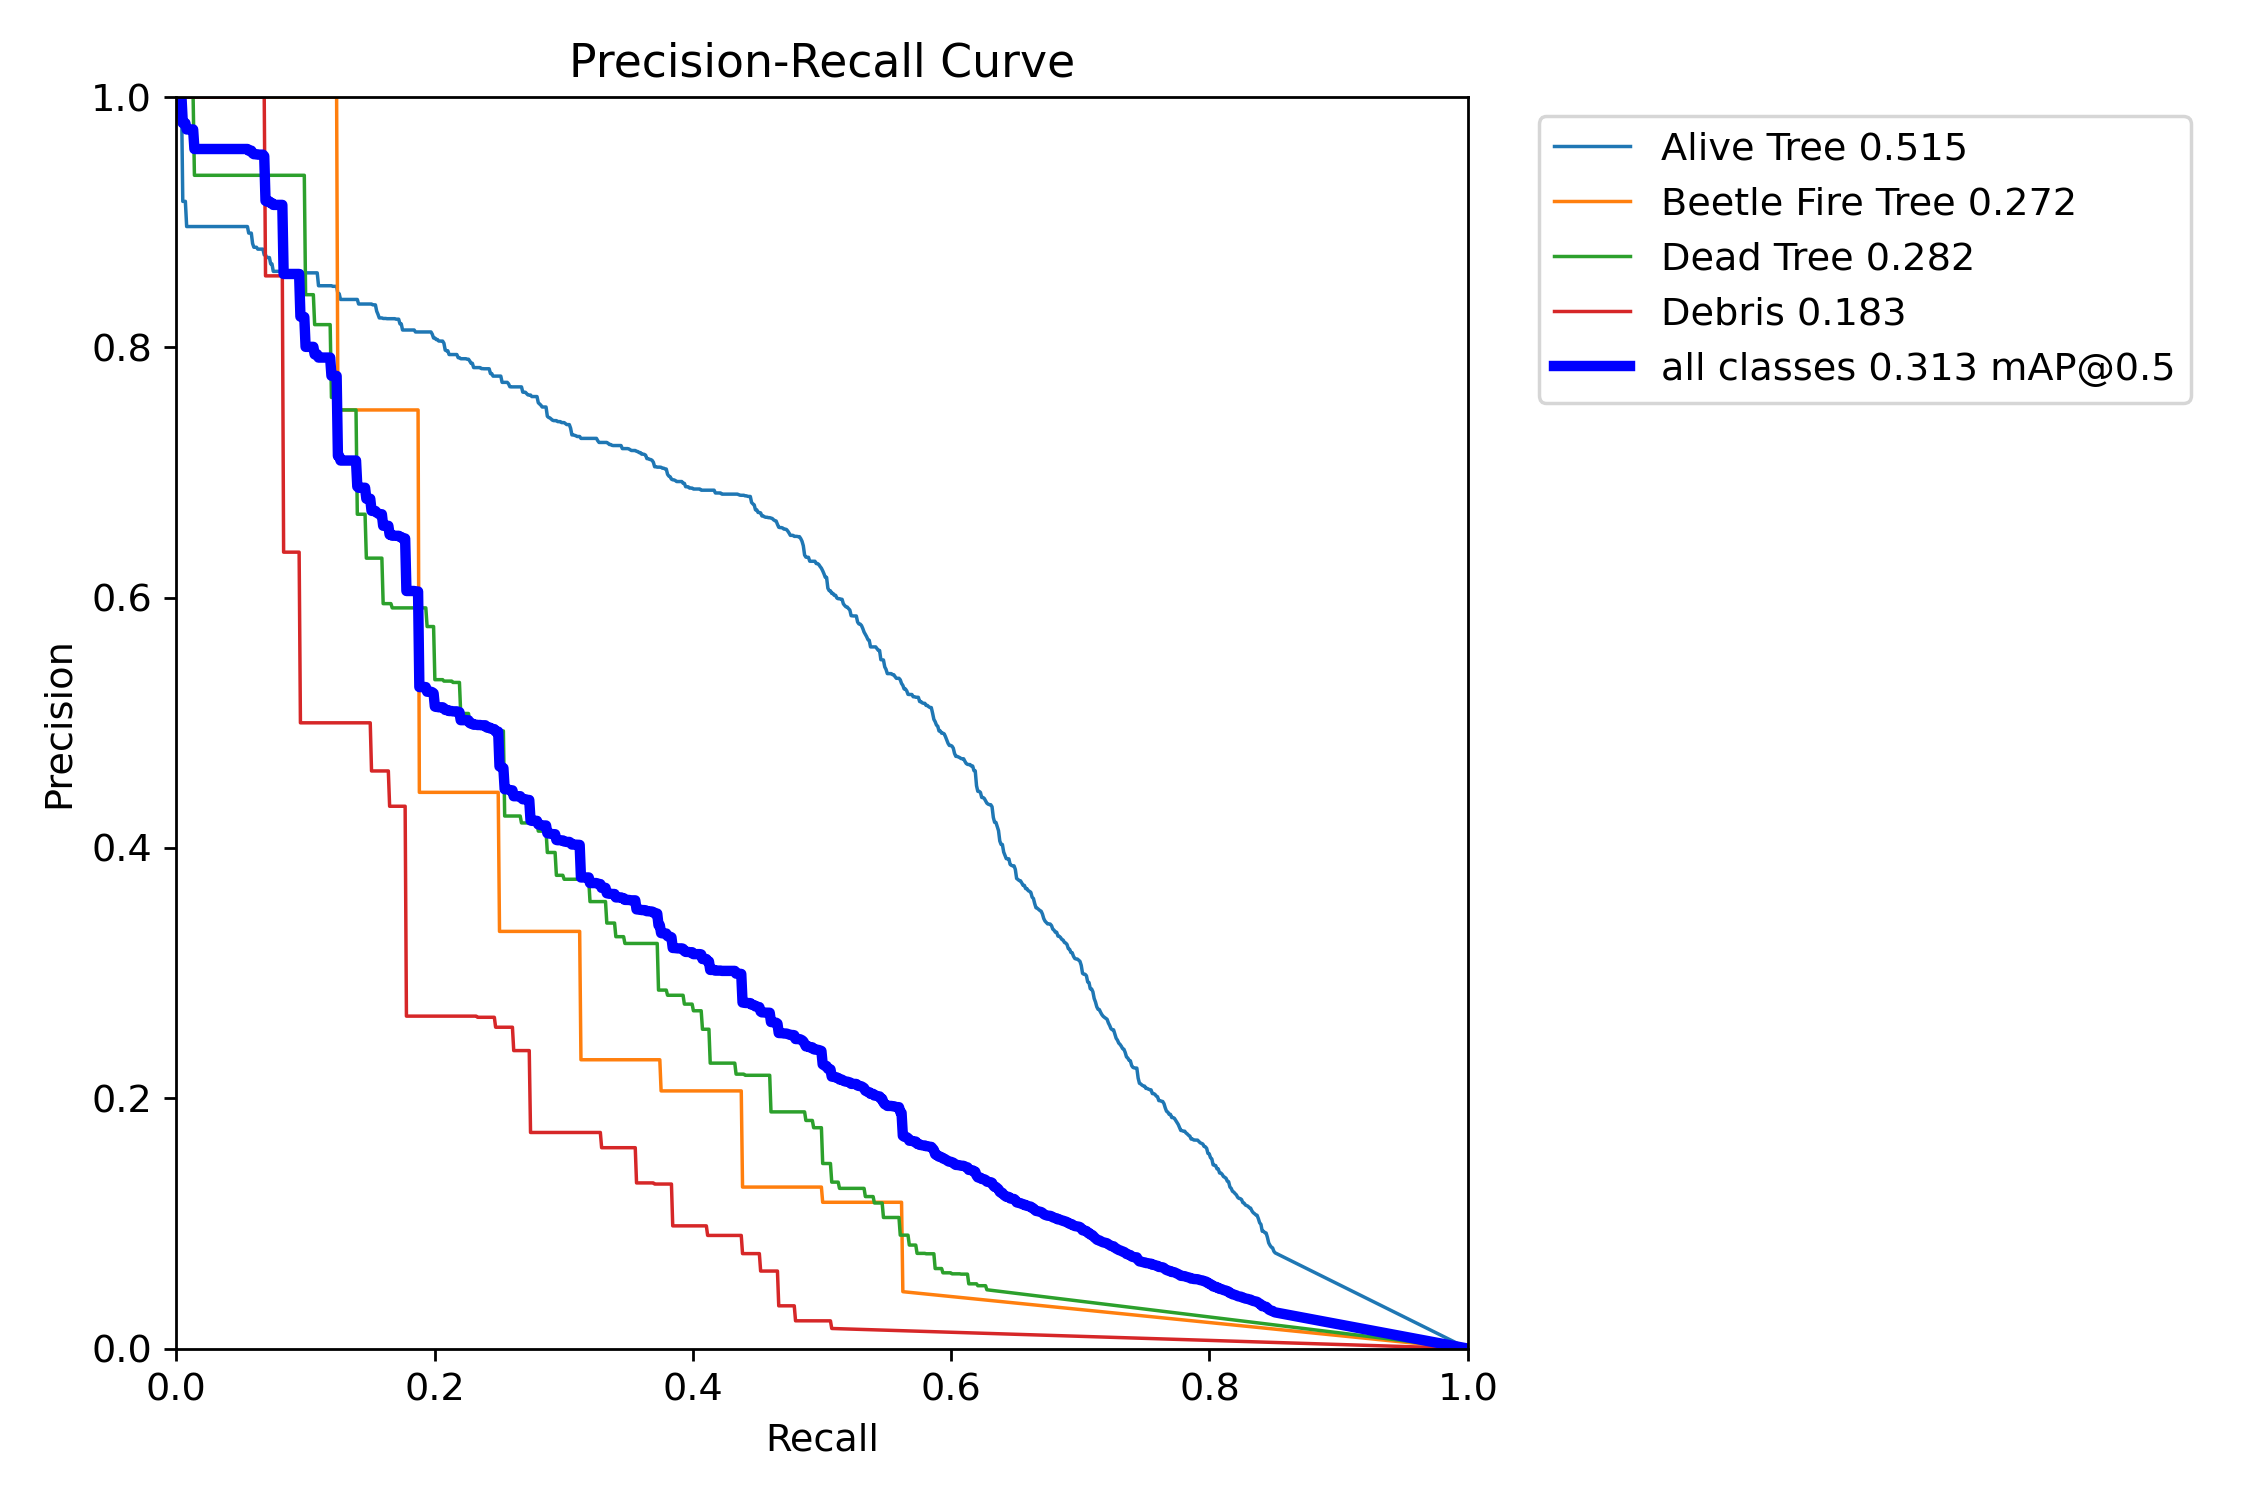 Precision-Recall Curve
1.0
0.8
0.6
0.4
0.2
0.0
Precision
0.0 0.2 0.4 0.6 0.8 1.0
Recall
Alive Tree 0.515
Beetle Fire Tree 0.272
Dead Tree 0.282
Debris 0.183
all classes 0.313 mAP@0.5